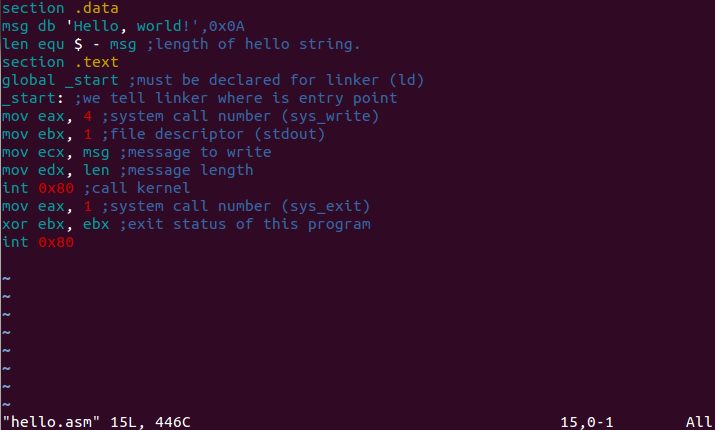 section .data
msg db 'Hello, world!',0x0A
len equ $ - msg ;length of hello string.
section .text
global _start ;must be declared for linker (ld)
_start: ;we tell linker where is entry point
mov eax, 4 ;system call number (sys_write)
mov ebx, 1 ;file descriptor (stdout)
mov ecx, msg ;message to write
mov edx, len ;message length
int 0x80 ;call kernel
mov eax, 1 ;system call number (sys_exit)
xor ebx, ebx ;exit status of this program
int 0x80
~
~
~
~
~
~
~
~
"hello.asm" 15L, 446C 15,0-1 All